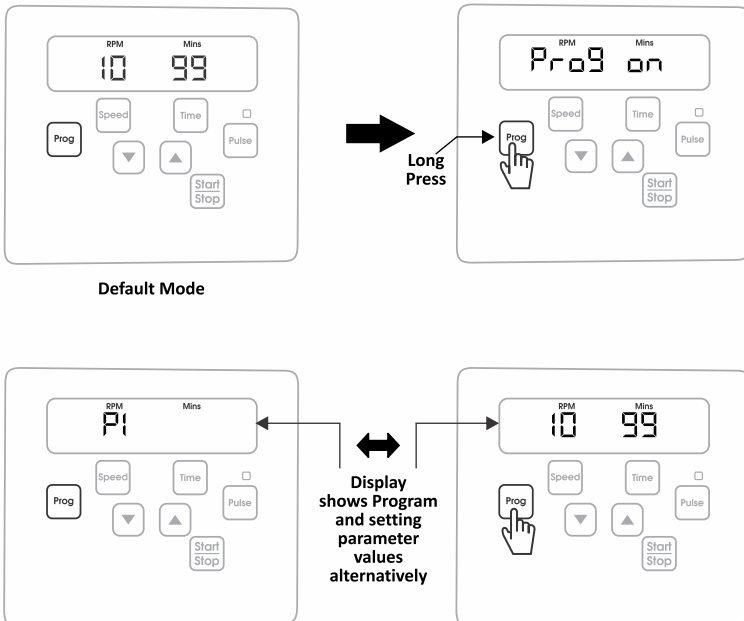 RPM Mins
10 99
Speed Time
Prog Pulse
Start
Stop
Default Mode
RPM Mins
Prog on
Speed Time
Prog Pulse
Long
Press
Start
Stop
RPM Mins
P1
Speed Time
Prog Pulse
Start
Stop
Display
shows Program
and setting
parameter
values
alternatively
RPM Mins
10 99
Speed Time
Prog Pulse
Start
Stop